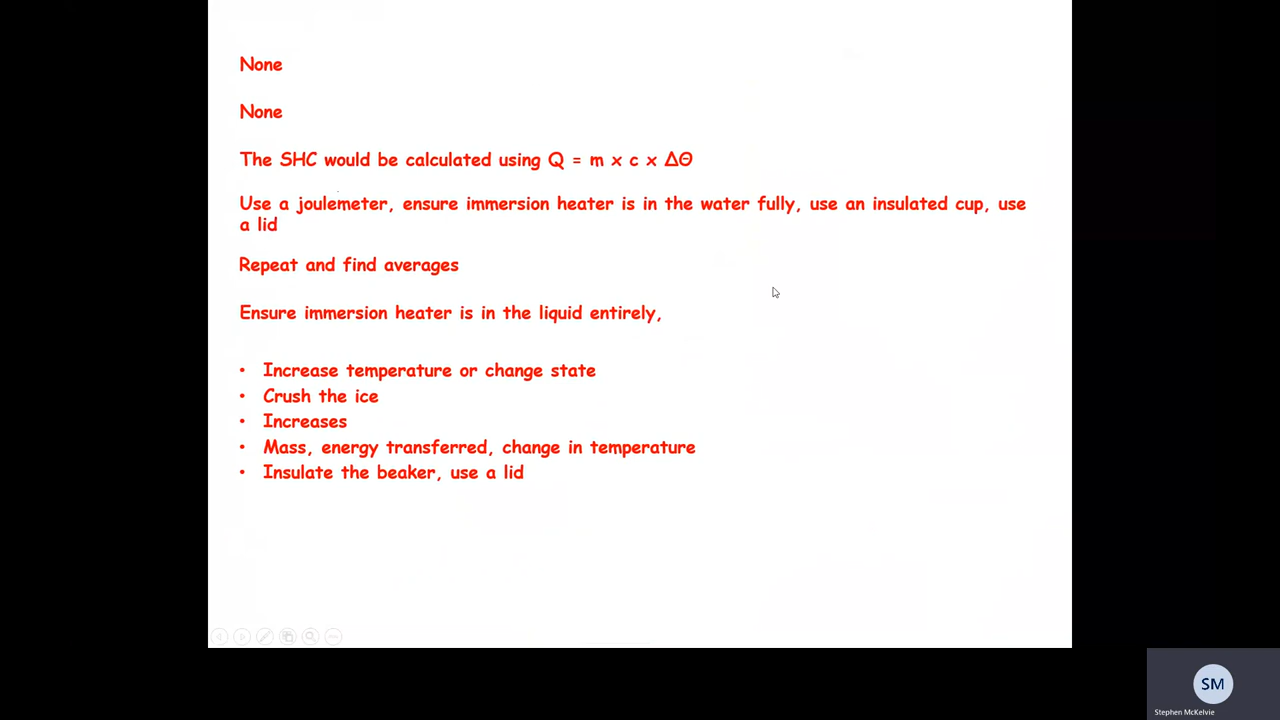 None
None
The SHC would be calculated using Q = m x c x ΔΘ
Use a joulemeter, ensure immersion heater is in the water fully, use an insulated cup, use
a lid
Repeat and find averages
Ensure immersion heater is in the liquid entirely,
• Increase temperature or change state
• Crush the ice
• Increases
• Mass, energy transferred, change in temperature
• Insulate the beaker, use a lid
SM
Stephen McKelvie